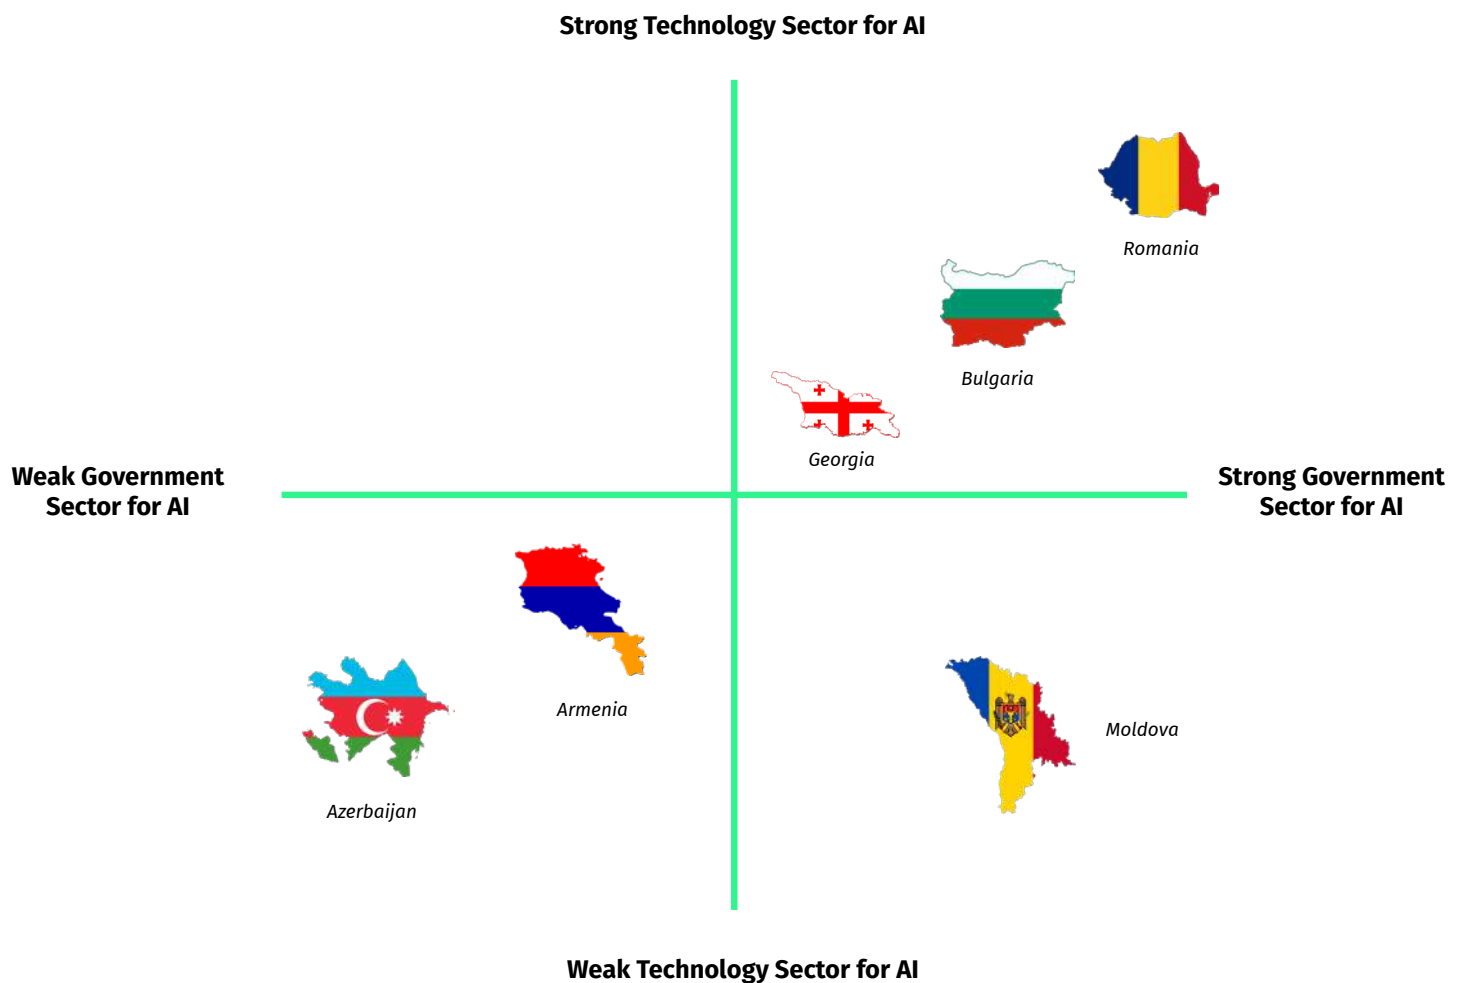 Strong Technology Sector for AI
Romania
Bulgaria
Georgia
Weak Government
Sector for AI
Strong Government
Sector for AI
Armenia
Moldova
Azerbaijan
Weak Technology Sector for AI